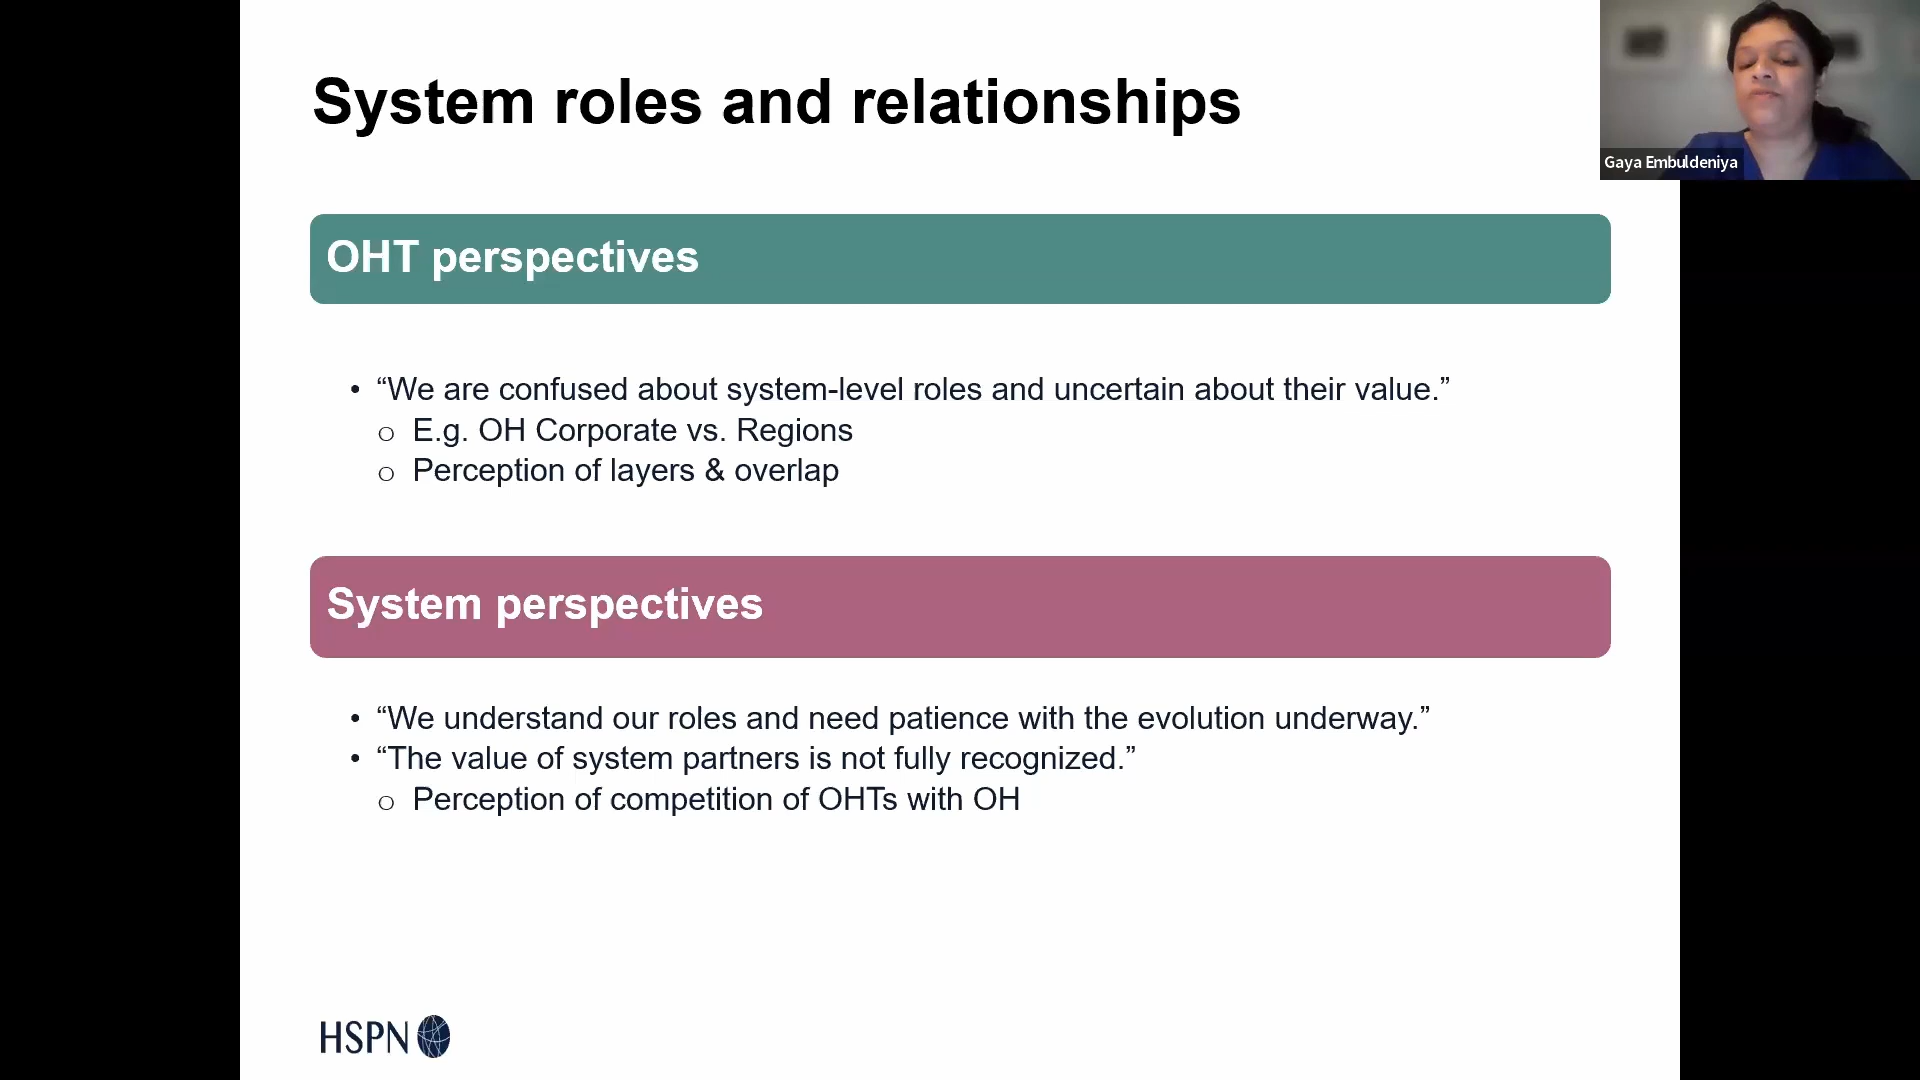 System roles and relationships
Gaya Embuldeniya
OHT perspectives
• “We are confused about system-level roles and uncertain about their value.”
o E.g. OH Corporate vs. Regions
o Perception of layers & overlap
System perspectives
• “We understand our roles and need patience with the evolution underway.”
• “The value of system partners is not fully recognized.”
o Perception of competition of OHTs with OH
HSPN